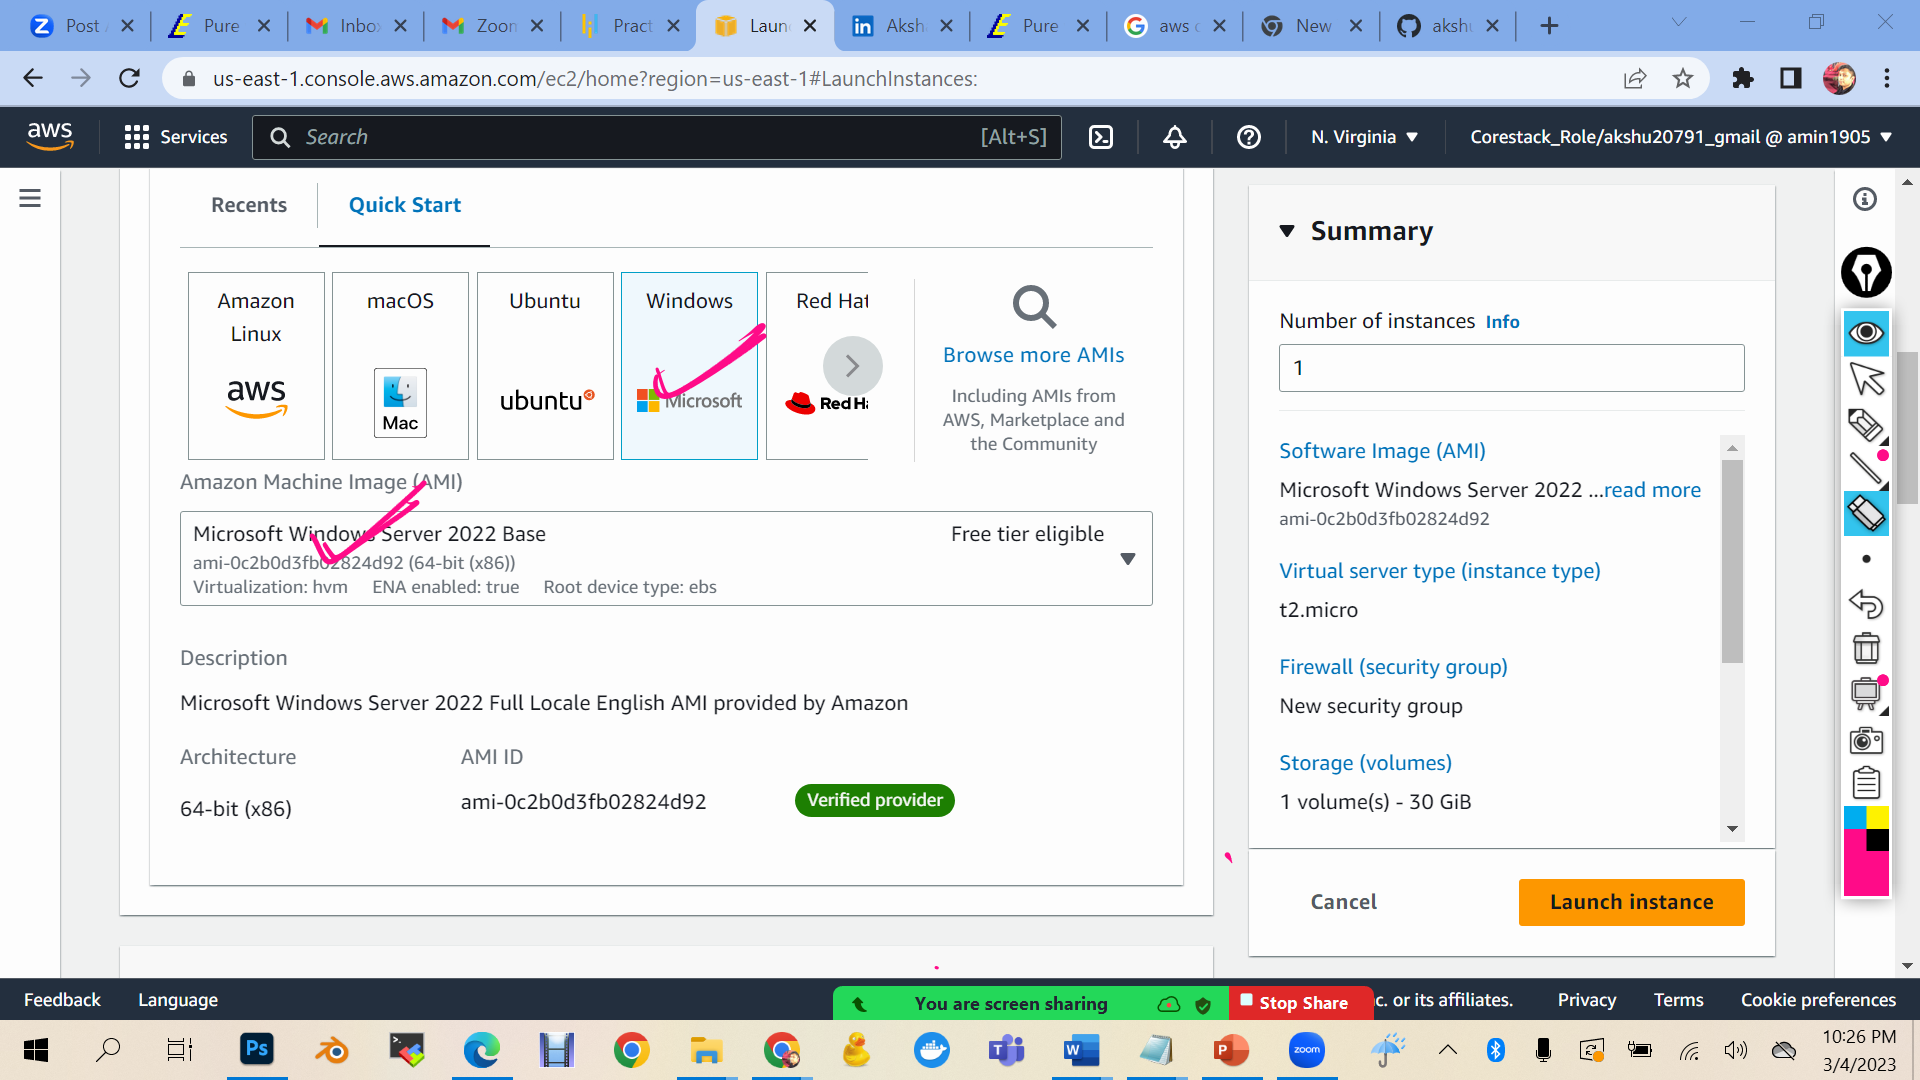 Post
Pure
Inbo
Zoon
Pract
Laun
Aksh
Pure
aws c
New
akshu
us-east-1.console.aws.amazon.com/ec2/home?region=us-east-1#LaunchInstances:
aws
Services
Search
[Alt+S]
N. Virginia
Corestack_Role/akshu20791_gmail @ amin1905
Recents
Quick Start
Amazon Linux
aws
macOS
Mac
Ubuntu
ubuntu
Windows
Microsoft
Red Hat
Red Ha
Browse more AMIs
Including AMIs from
AWS, Marketplace and
the Community
Amazon Machine Image (AMI)
Microsoft Windows Server 2022 Base
Free tier eligible
ami-0c2b0d3fb02824d92 (64-bit (x86))
Virtualization: hvm ENA enabled: true Root device type: ebs
Description
Microsoft Windows Server 2022 Full Locale English AMI provided by Amazon
Architecture
AMI ID
64-bit (x86)
ami-0c2b0d3fb02824d92
Verified provider
Summary
Number of instances Info
1
Software Image (AMI)
Microsoft Windows Server 2022 ...read more
ami-0c2b0d3fb02824d92
Virtual server type (instance type)
t2.micro
Firewall (security group)
New security group
Storage (volumes)
1 volume(s) - 30 GiB
Cancel
Launch instance
Feedback
Language
You are screen sharing
Stop Share
c. or its affiliates.
Privacy
Terms
Cookie preferences
Ps
T
W
P
zoom
10:26 PM
3/4/2023